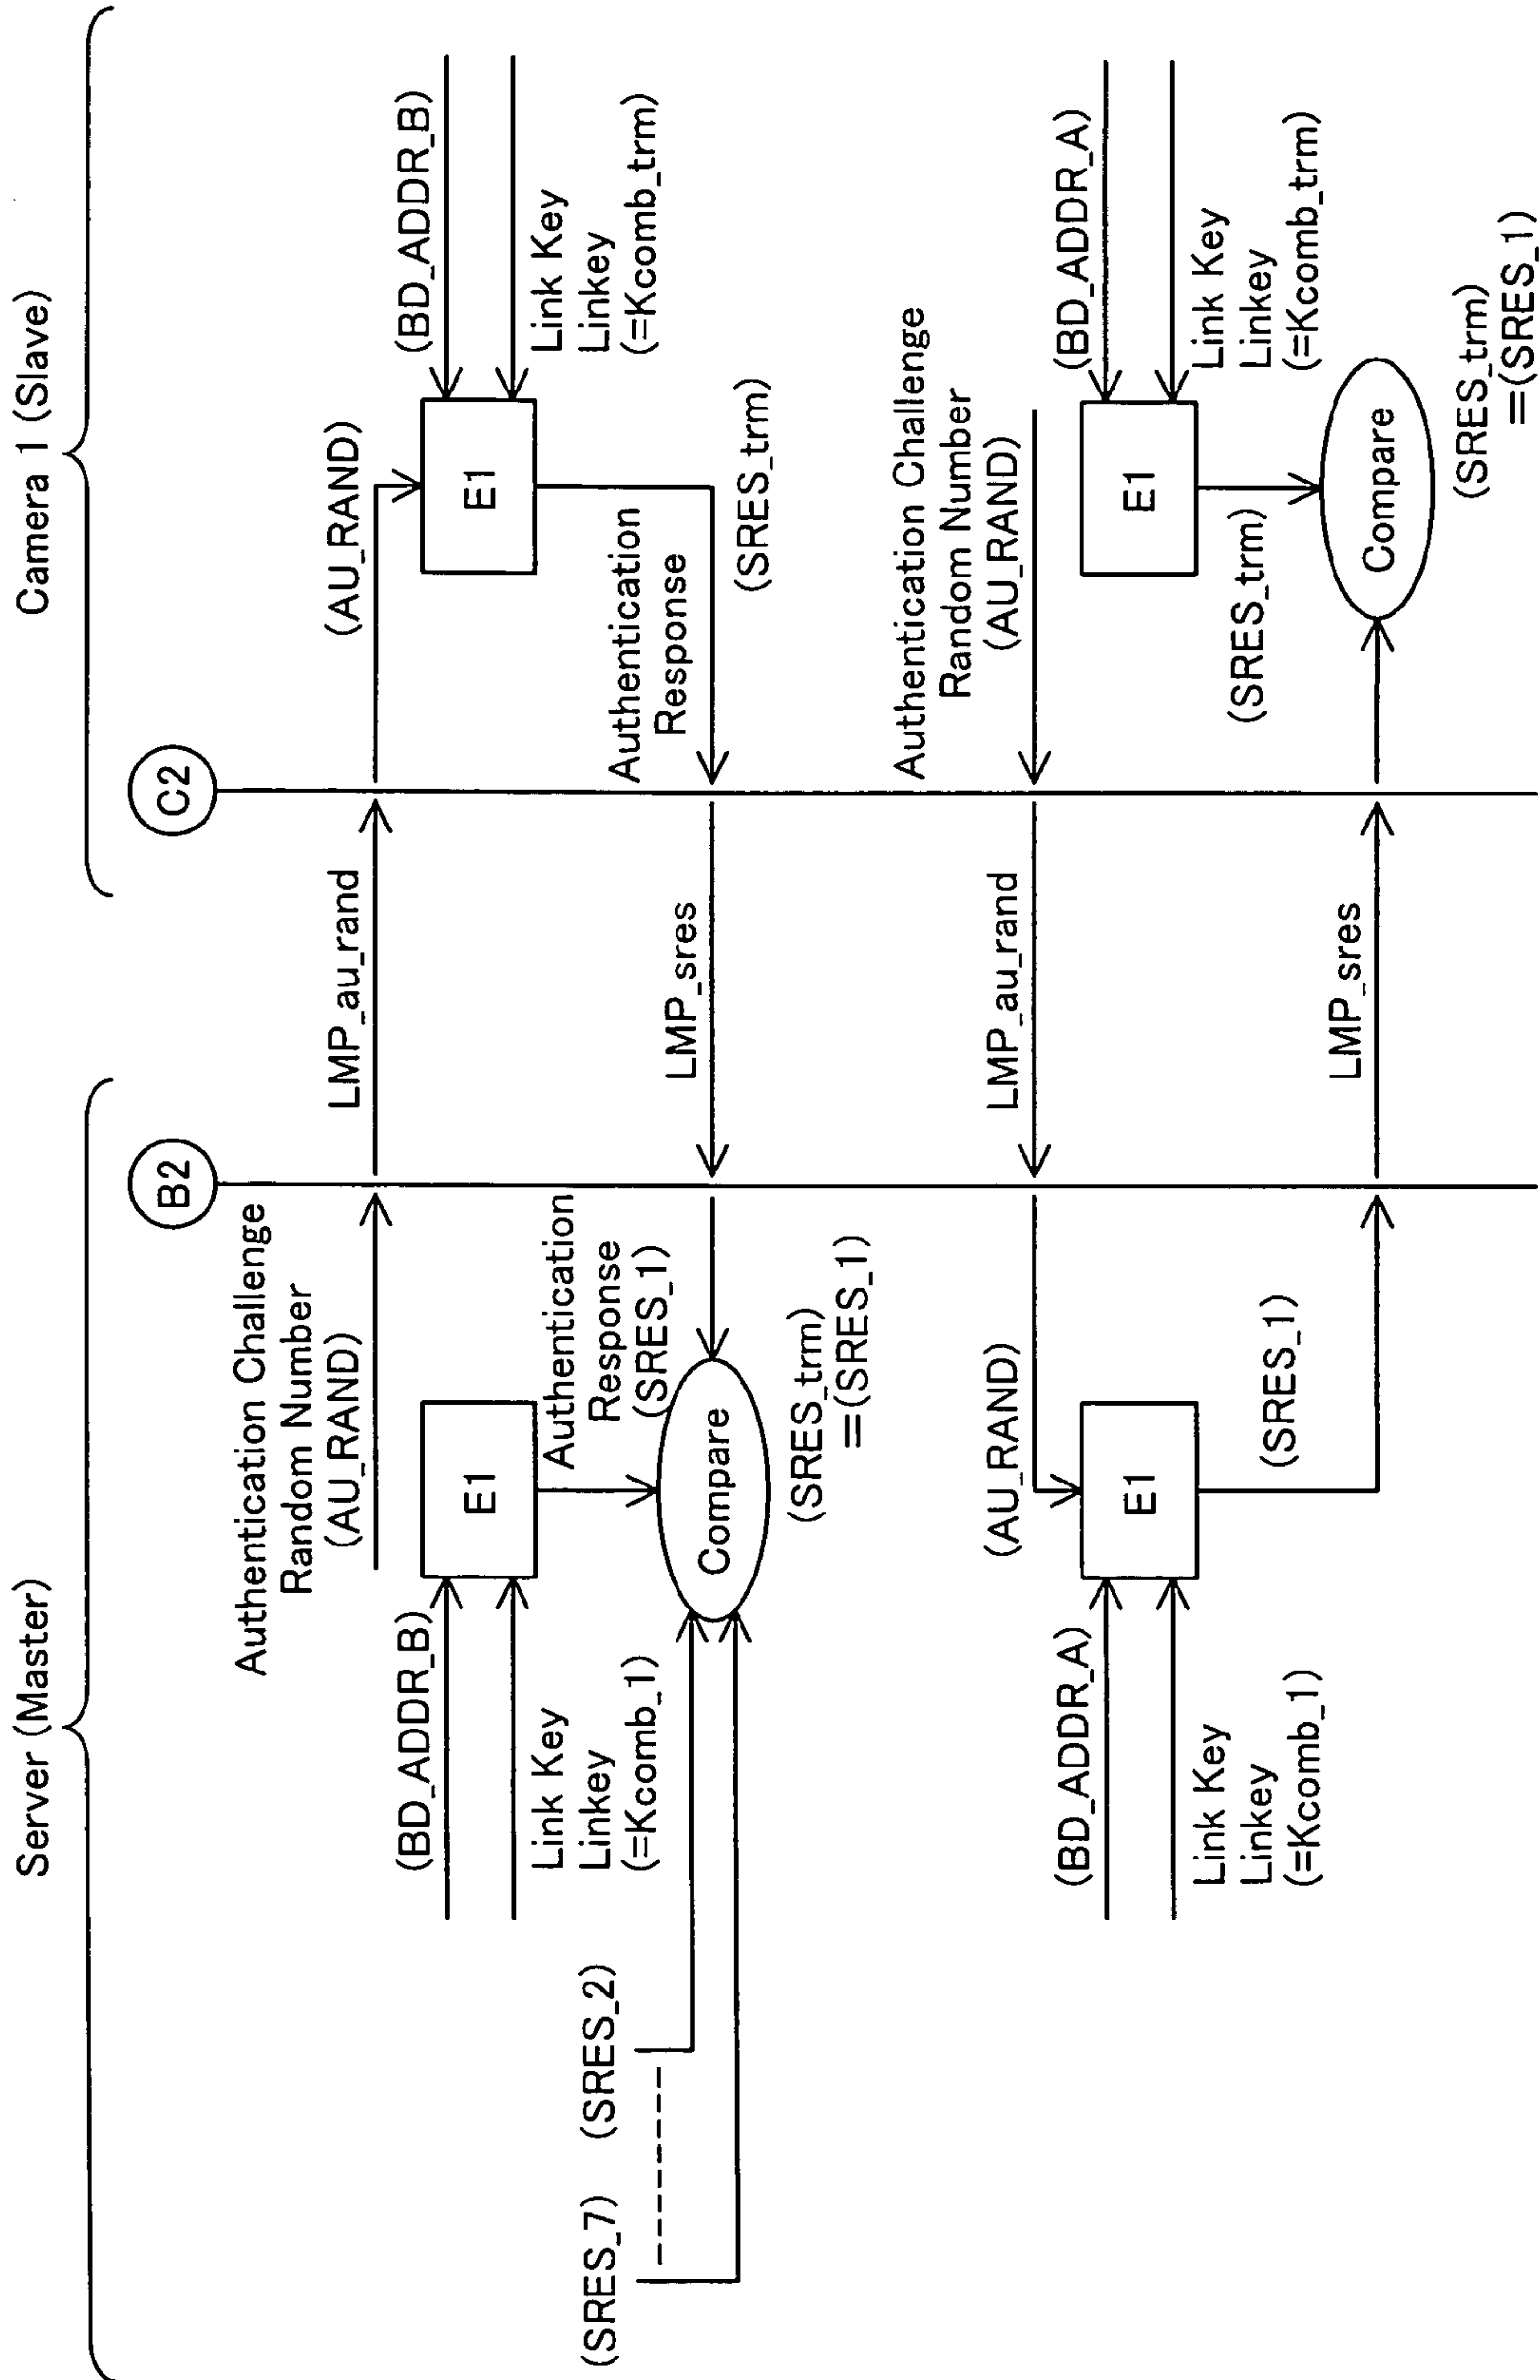 Server (Master)
Camera 1 (Slave)
B2
C2
Authentication Challenge
Random Number
(AU_RAND)
LMP_au_rand
(AU_RAND)
(BD_ADDR_B)
Link Key
Linkey
(=Kcomb_1)
E1
E1
(BD_ADDR_B)
Link Key
Linkey
(=Kcomb_trm)
(SRES_7)
(SRES_2)
Authentication
Response
(SRES_1)
Compare
(SRES_trm)
=(SRES_1)
LMP_sres
Authentication
Response
(SRES_trm)
Authentication Challenge
Random Number
(AU_RAND)
LMP_au_rand
(AU_RAND)
(BD_ADDR_A)
Link Key
Linkey
(=Kcomb_1)
E1
(SRES_1)
LMP_sres
E1
(BD_ADDR_A)
Link Key
Linkey
(=Kcomb_trm)
(SRES_trm)
Compare
(SRES_trm)
=(SRES_1)